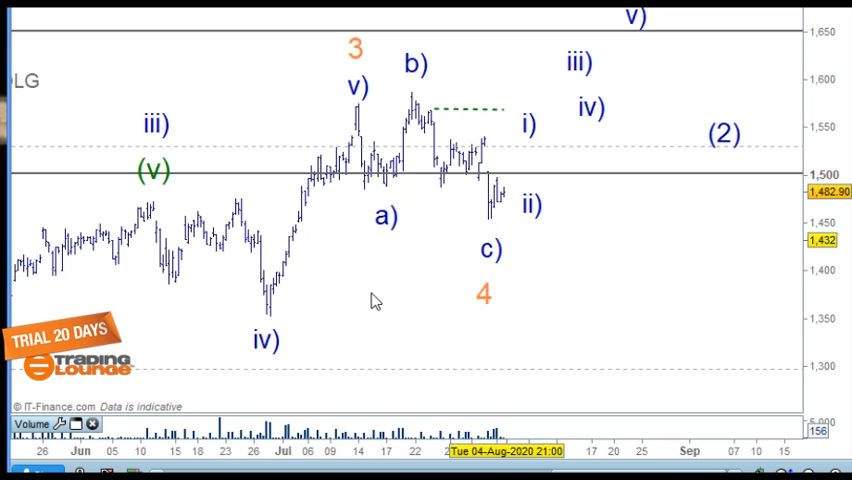 v)
1,650
3
b)
iii)
LG
1,600
v)
iv)
iii)
i)
(2)
1,550
(v)
1,500
1,482.90
a)
ii)
1,450
c)
1,432
1,400
4
1,350
iv)
TRIAL 20 DAYS
TRADING
LOUNGE
1,300
© IT-Finance.com Data is indicative
Volume
5,000
156
26 Jun 05 10 15 18 23 Jul 06 09 14 17 22 Tue 04-Aug-2020 21:00 17 20 25 Sep 07 10 15